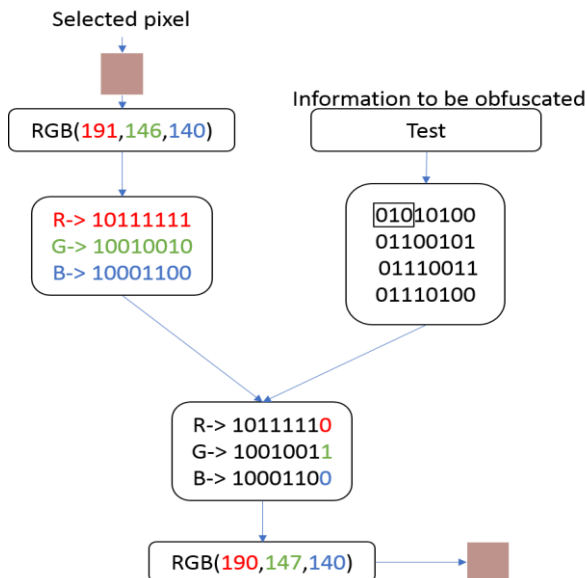 Selected pixel
RGB(191,146,140)
R-> 10111111
G-> 10010010
B-> 10001100
Information to be obfuscated
Test
01010100
01100101
01110011
01110100
R-> 10111110
G-> 10010011
B-> 10001100
RGB(190,147,140)